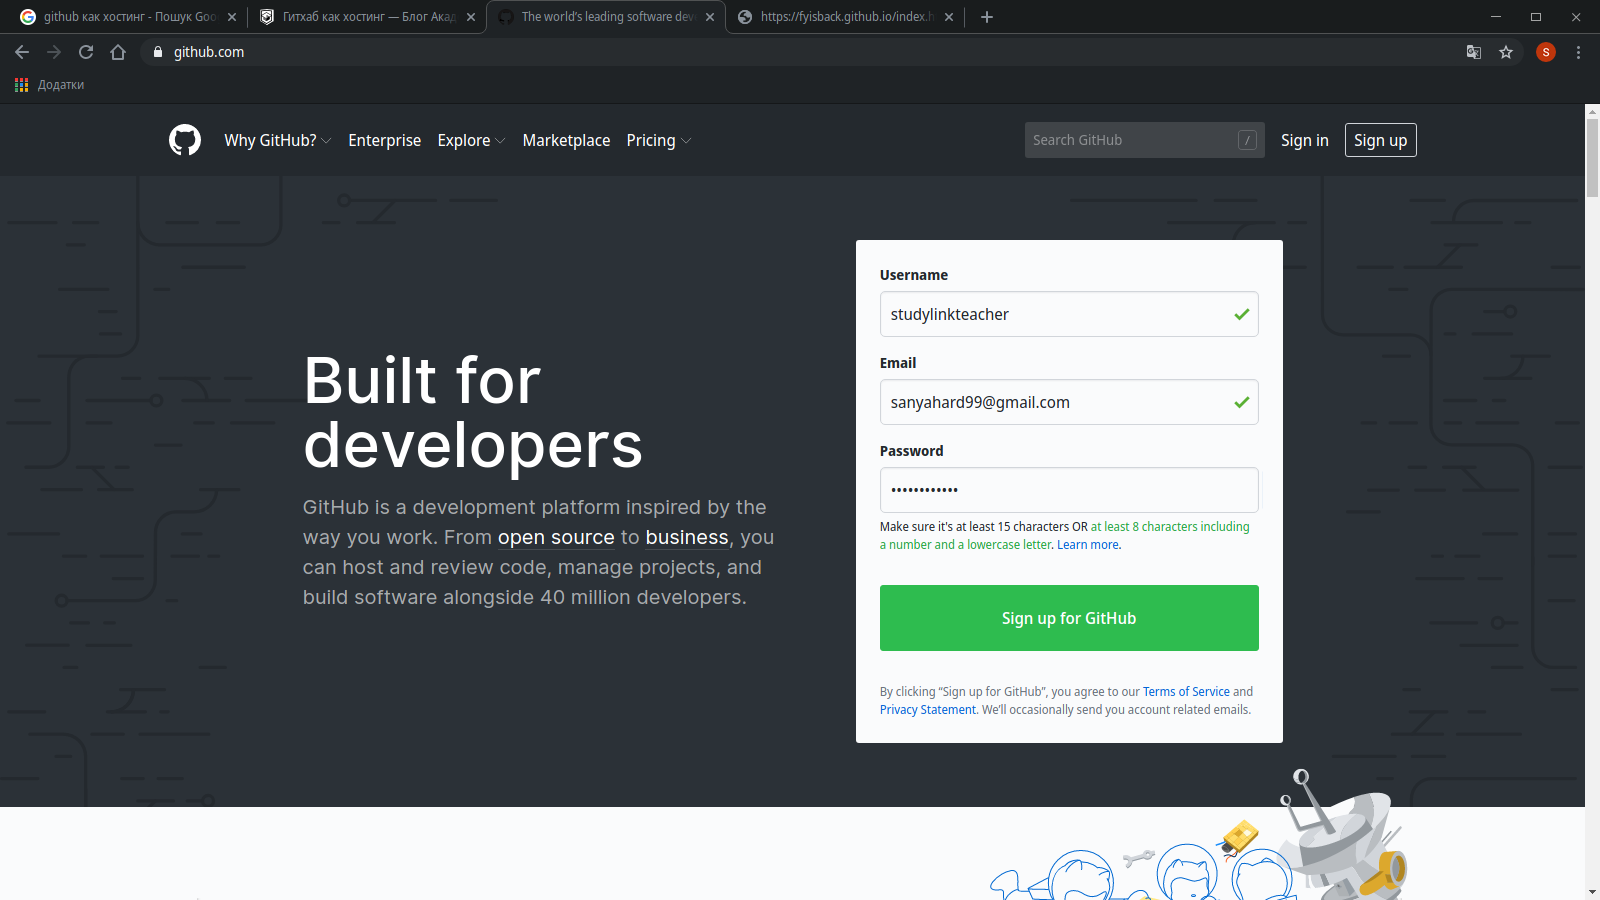 github как хостинг - Пошук Goo
Гитхаб как хостинг — Блог Акад
The world's leading software dev
https://fyisback.github.io/index.h
github.com
S
Додатки
Why GitHub?
Enterprise
Explore
Marketplace
Pricing
Search GitHub
/
Sign in
Sign up
Built for
developers
GitHub is a development platform inspired by the
way you work. From open source to business, you
can host and review code, manage projects, and
build software alongside 40 million developers.
Username
studylinkteacher
Email
sanyahard99@gmail.com
Password
••••••••••••
Make sure it's at least 15 characters OR at least 8 characters including
a number and a lowercase letter. Learn more.
Sign up for GitHub
By clicking “Sign up for GitHub”, you agree to our Terms of Service and
Privacy Statement. We’ll occasionally send you account related emails.